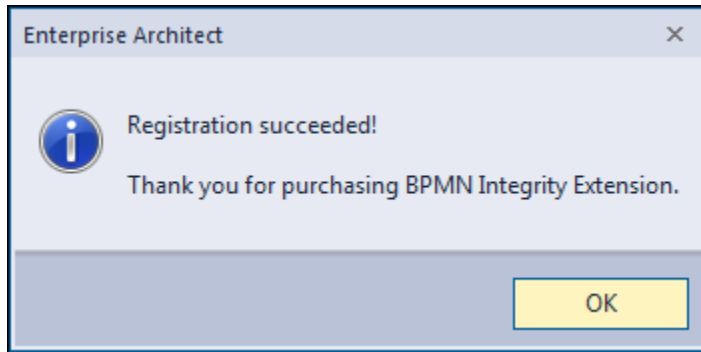 Enterprise Architect
Registration succeeded!
Thank you for purchasing BPMN Integrity Extension.
OK